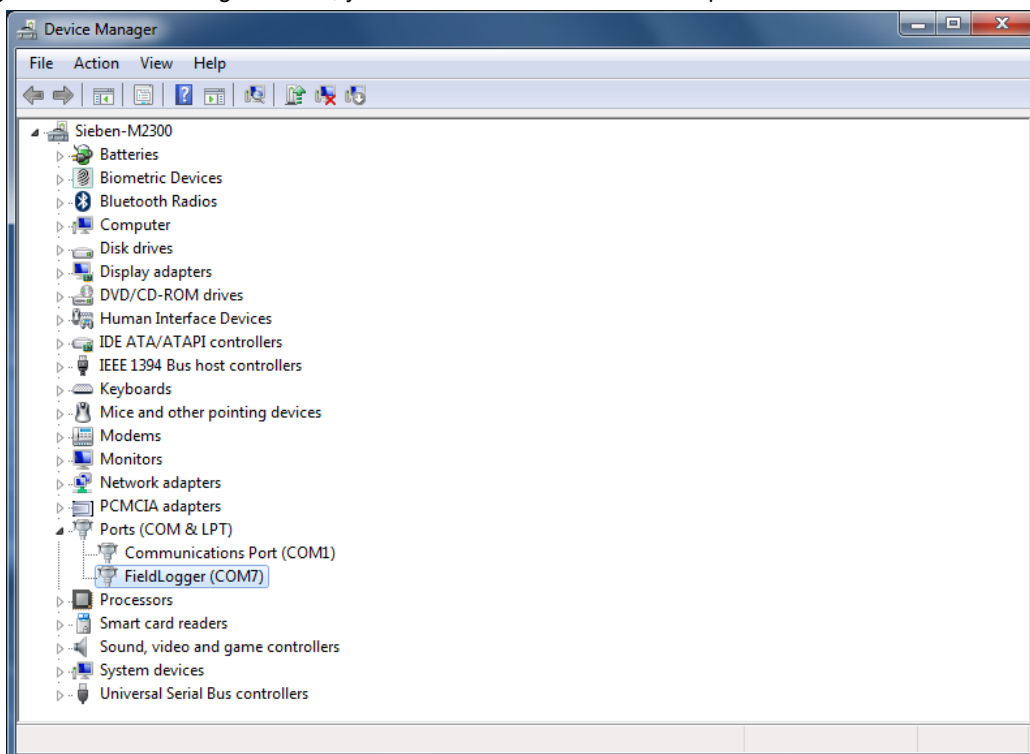 Device Manager
File Action View Help
Sieben-M2300
Batteries
Biometric Devices
Bluetooth Radios
Computer
Disk drives
Display adapters
DVD/CD-ROM drives
Human Interface Devices
IDE ATA/ATAPI controllers
IEEE 1394 Bus host controllers
Keyboards
Mice and other pointing devices
Modems
Monitors
Network adapters
PCMCIA adapters
Ports (COM & LPT)
Communications Port (COM1)
FieldLogger (COM7)
Processors
Smart card readers
Sound, video and game controllers
System devices
Universal Serial Bus controllers